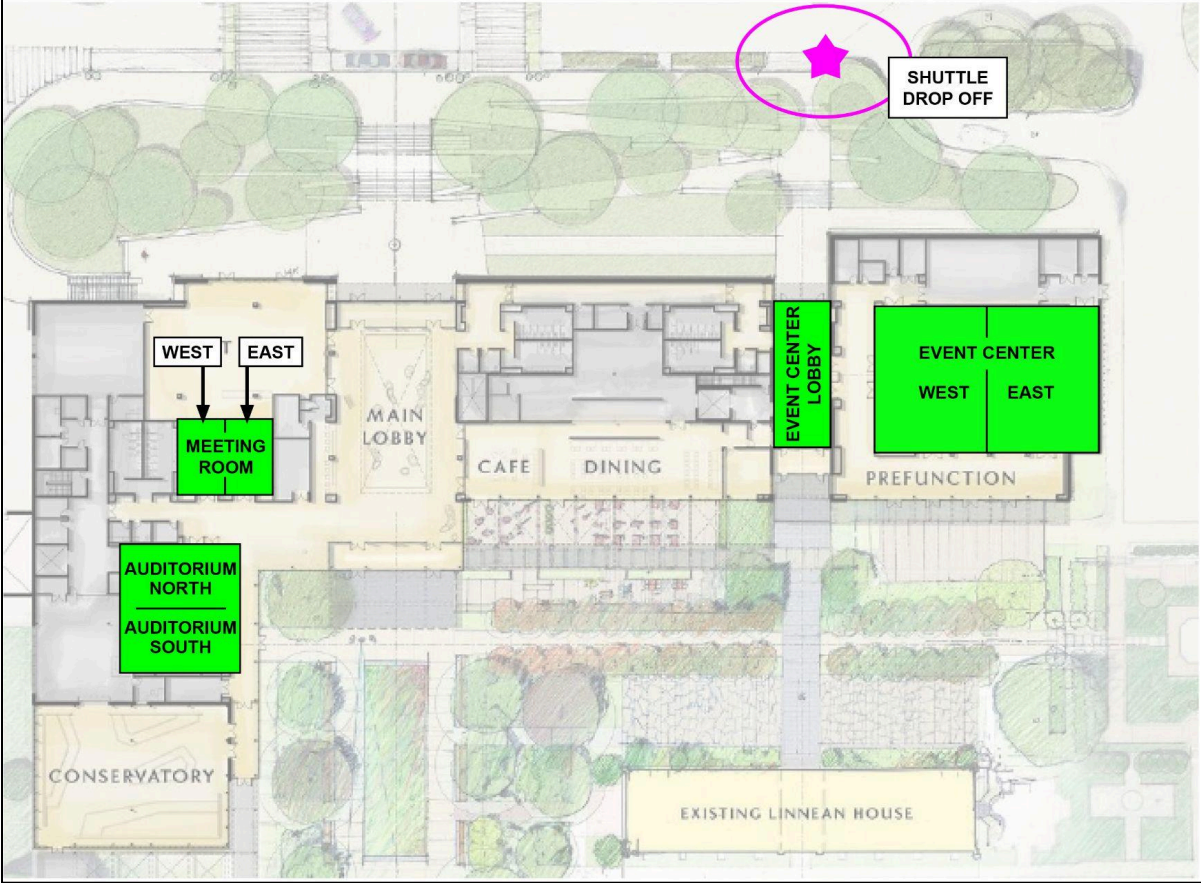 SHUTTLE
DROP OFF
WEST
EAST
MEETING
ROOM
MAIN
LOBBY
CAFE
DINING
EVENT CENTER
LOBBY
EVENT CENTER
WEST
EAST
PREFUNCTION
AUDITORIUM
NORTH
AUDITORIUM
SOUTH
CONSERVATORY
EXISTING LINNEAN HOUSE